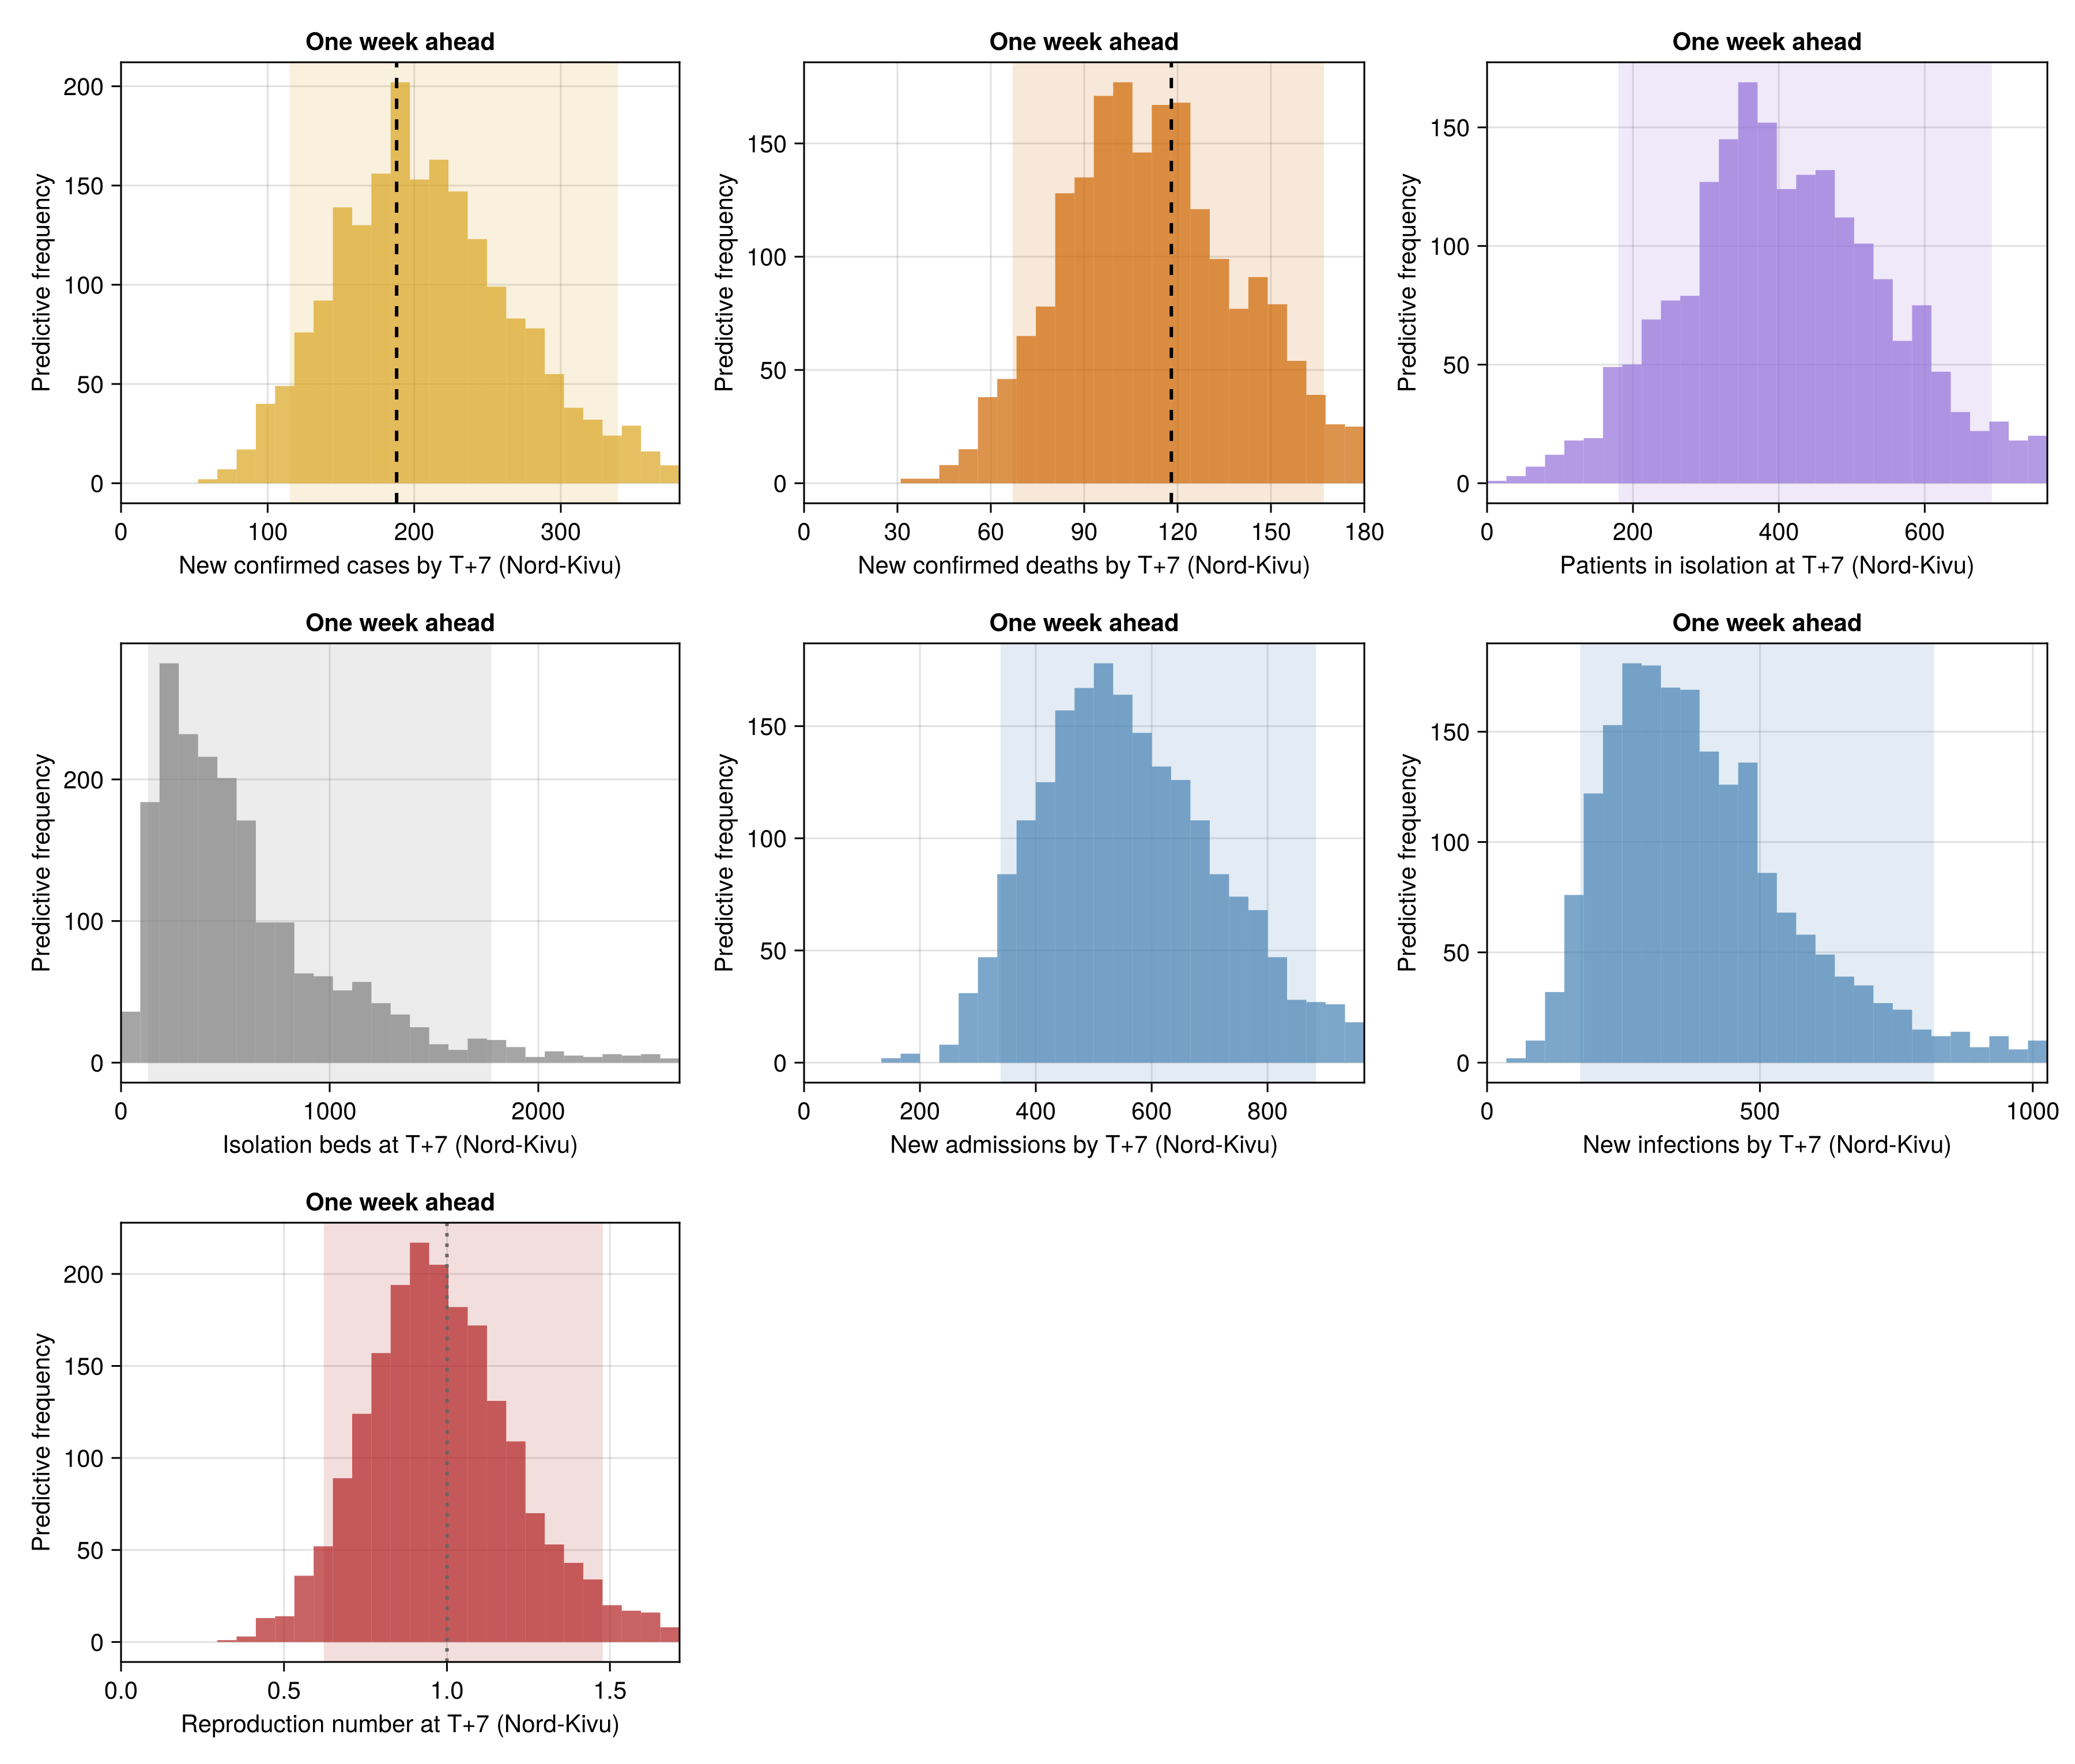 One week ahead
One week ahead
One week ahead
Predictive frequency
200
150
100
50
0
0 100 200 300
New confirmed cases by T+7 (Nord-Kivu)
Predictive frequency
150
100
50
0
0 30 60 90 120 150 180
New confirmed deaths by T+7 (Nord-Kivu)
Predictive frequency
150
100
50
0
0 200 400 600
Patients in isolation at T+7 (Nord-Kivu)
One week ahead
One week ahead
One week ahead
Predictive frequency
200
100
0
0 1000 2000
Isolation beds at T+7 (Nord-Kivu)
Predictive frequency
150
100
50
0
0 200 400 600 800
New admissions by T+7 (Nord-Kivu)
Predictive frequency
150
100
50
0
0 500 1000
New infections by T+7 (Nord-Kivu)
One week ahead
Predictive frequency
200
150
100
50
0
0.0 0.5 1.0 1.5
Reproduction number at T+7 (Nord-Kivu)